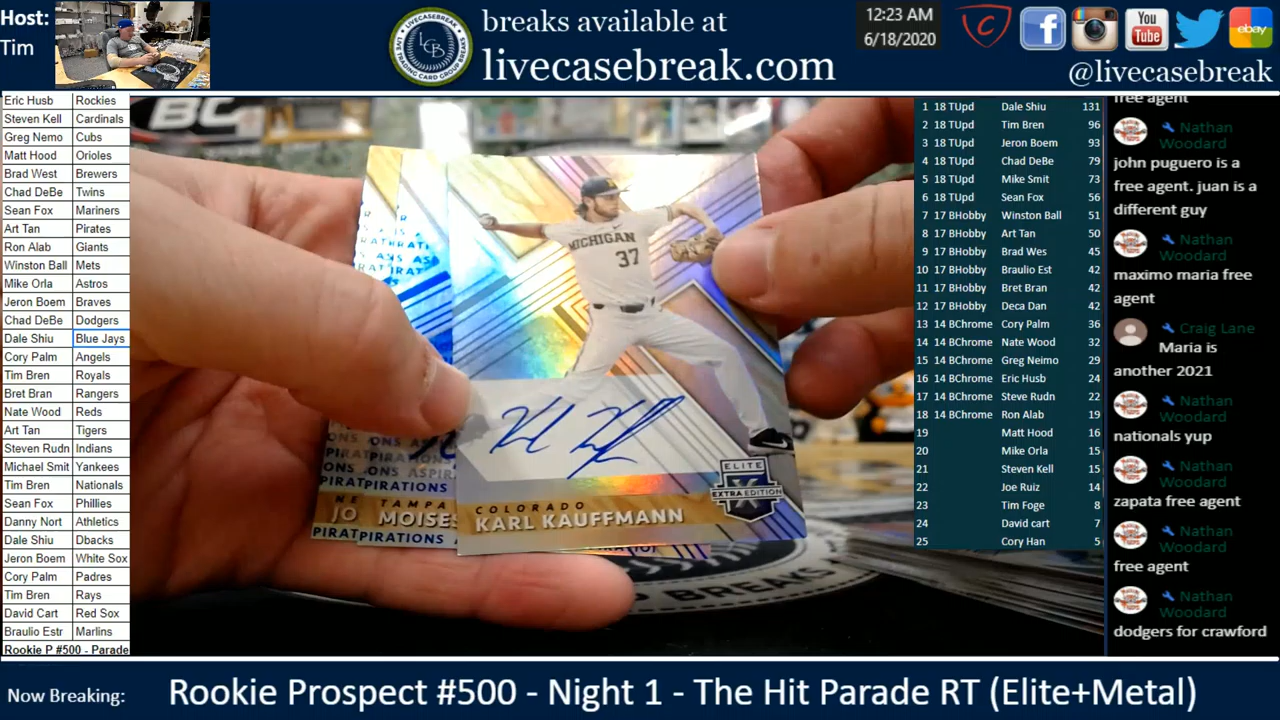 Host:
Tim
breaks available at
livecasebreak.com
12:23 AM
6/18/2020
You
Tube
ebay
@livecasebreak
LCB
Eric Husb Rockies
Steven Kell Cardinals
Greg Nemo Cubs
Matt Hood Orioles
Brad West Brewers
Chad DeBe Twins
Sean Fox Mariners
Art Tan Pirates
Ron Alab Giants
Winston Ball Mets
Mike Orla Astros
Jeron Boem Braves
Chad DeBe Dodgers
Dale Shiu Blue Jays
Cory Palm Angels
Tim Bren Royals
Bret Bran Rangers
Nate Wood Reds
Art Tan Tigers
Steven Rudn Indians
Michael Smit Yankees
Tim Bren Nationals
Sean Fox Phillies
Danny Nort Athletics
Dale Shiu Dbacks
Jeron Boem White Sox
Cory Palm Padres
Tim Bren Rays
David Cart Red Sox
Braulio Estr Marlins
Rookie P #500 - Parade
MICHIGAN
37
COLORADO
KARL KAUFFMANN
ELITE
EXTRA EDITION
TAMPA
MOISES
JO
PIRATIONS
BREAKS
1 18 TUpd Dale Shiu 131
2 18 TUpd Tim Bren 96
3 18 TUpd Jeron Boem 93
4 18 TUpd Chad DeBe 79
5 18 TUpd Mike Smit 73
6 18 TUpd Sean Fox 56
7 17 BHobby Winston Ball 51
8 17 BHobby Art Tan 50
9 17 BHobby Brad Wes 45
10 17 BHobby Braulio Est 42
11 17 BHobby Bret Bran 42
12 17 BHobby Deca Dan 42
13 14 BChrome Cory Palm 36
14 14 BChrome Nate Wood 32
15 14 BChrome Greg Neimo 29
16 14 BChrome Eric Husb 24
17 14 BChrome Steve Rudn 22
18 14 BChrome Ron Alab 19
19 Matt Hood 16
20 Mike Orla 15
21 Steven Kell 15
22 Joe Ruiz 14
23 Tim Foge 8
24 David cart 7
25 Cory Han 5
free agent
Nathan
Woodard
john puguero is a
free agent. juan is a
different guy
Nathan
Woodard
maximo maria free
agent
Craig Lane
Maria is
another 2021
Nathan
Woodard
nationals yup
Nathan
Woodard
zapata free agent
Nathan
Woodard
free agent
Nathan
Woodard
dodgers for crawford
Now Breaking:
Rookie Prospect #500 - Night 1 - The Hit Parade RT (Elite+Metal)